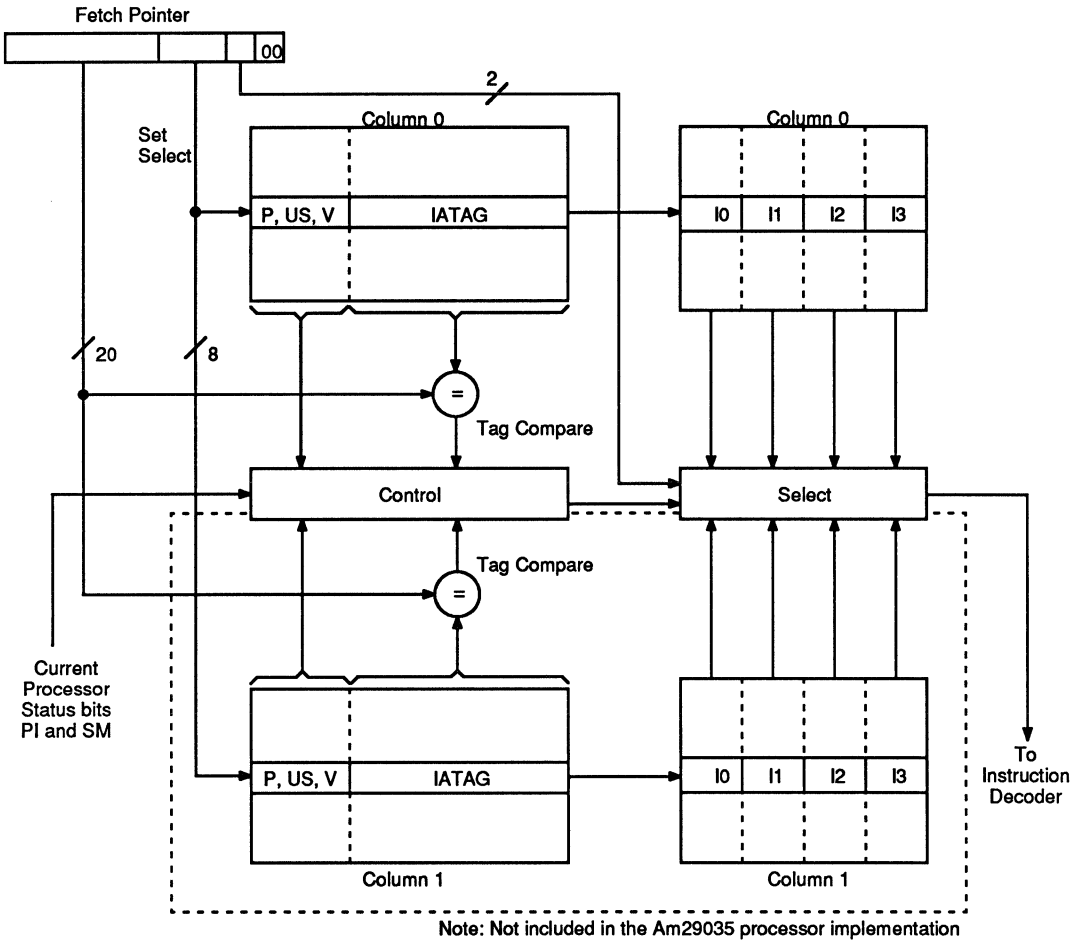 Fetch Pointer
00
2
Column 0
Column 0
Set
Select
P, US, V IATAG
I0 I1 I2 I3
20
8
=
Tag Compare
Control
Select
Tag Compare
=
Current
Processor
Status bits
PI and SM
To
Instruction
Decoder
P, US, V IATAG
I0 I1 I2 I3
Column 1
Column 1
Note: Not included in the Am29035 processor implementation